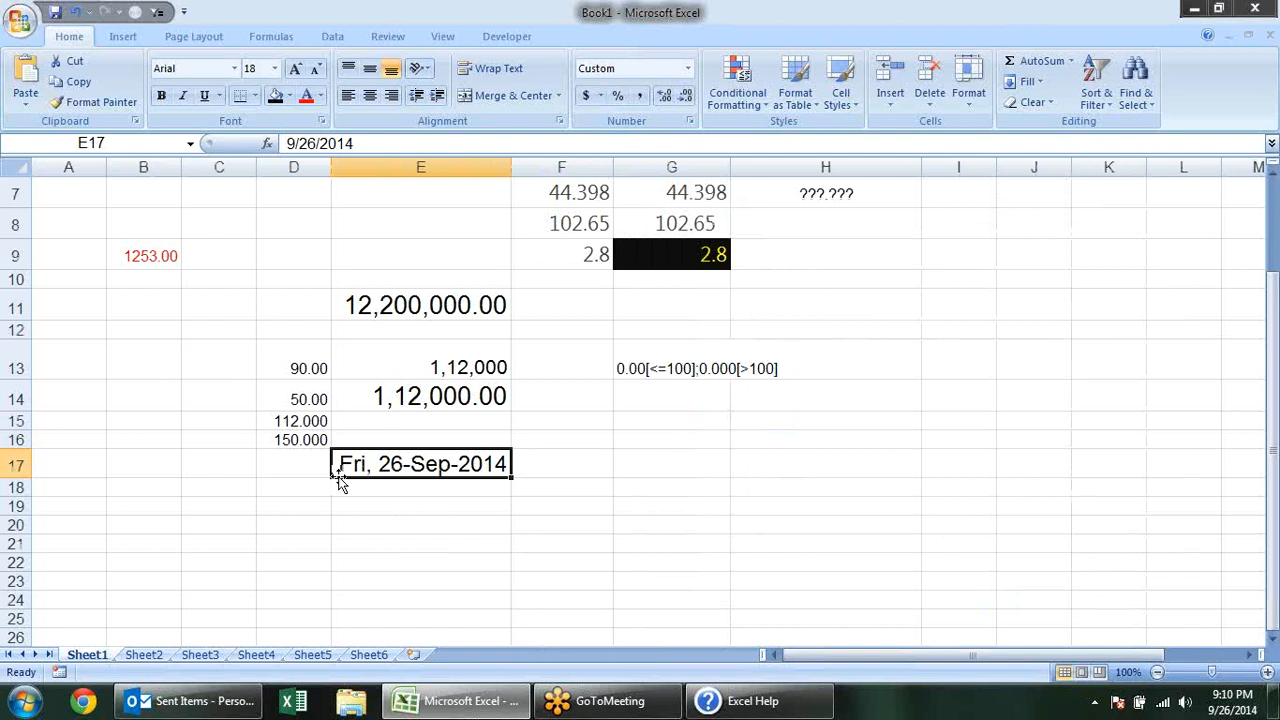 Book1 - Microsoft Excel
Home Insert Page Layout Formulas Data Review View Developer
Paste Cut Copy Format Painter
Arial 18
Wrap Text
Merge & Center
Custom
Conditional Formatting Format as Table Cell Styles
Insert Delete Format
AutoSum Fill Clear
Sort & Filter Find & Select
Clipboard Font Alignment Number Styles Cells Editing
E17 fx 9/26/2014
A B C D E F G H I J K L M
7 44.398 44.398 ???.???
8 102.65 102.65
9 1253.00 2.8 2.8
10
11 12,200,000.00
12
13 90.00 1,12,000 0.00[<=100];0.000[>100]
14 50.00 1,12,000.00
15 112.000
16 150.000
17 Fri, 26-Sep-2014
18
19
20
21
22
23
24
25
26
Sheet1 Sheet2 Sheet3 Sheet4 Sheet5 Sheet6
Ready 100%
Sent Items - Perso... Microsoft Excel - ... GoToMeeting Excel Help
9:10 PM
9/26/2014